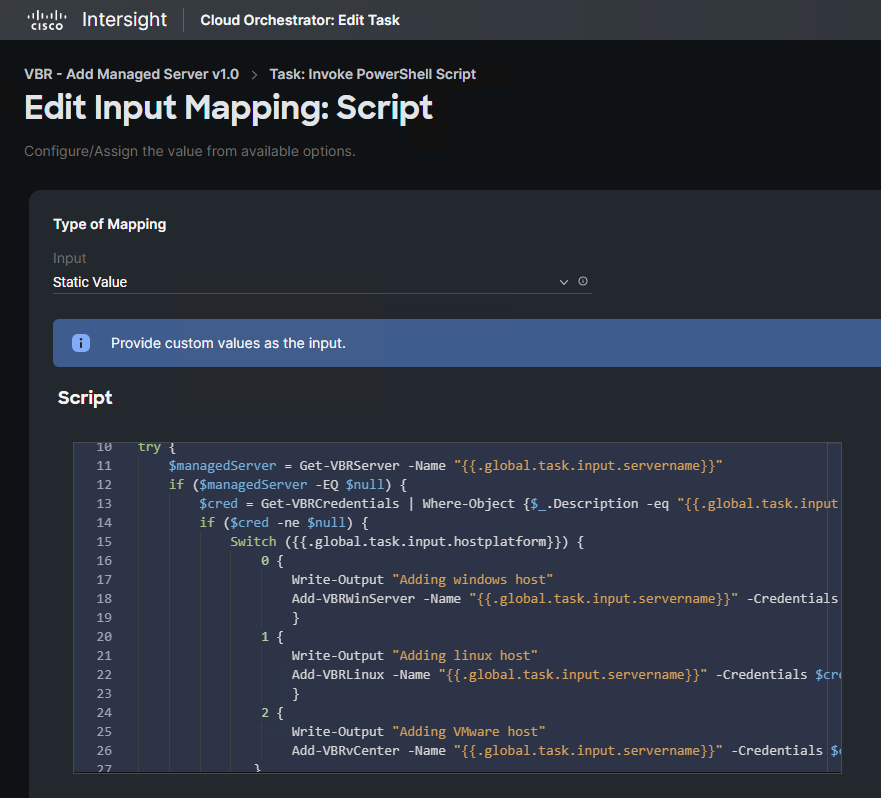 cisco Intersight Cloud Orchestrator: Edit Task
VBR - Add Managed Server v1.0 > Task: Invoke PowerShell Script
Edit Input Mapping: Script
Configure/Assign the value from available options.
Type of Mapping
Input
Static Value
Provide custom values as the input.
Script
10 try {
11 $managedServer = Get-VBRServer -Name "{{.global.task.input.servername}}"
12 if ($managedServer -EQ $null) {
13 $cred = Get-VBRCredentials | Where-Object {$_.Description -eq "{{.global.task.input
14 if ($cred -ne $null) {
15 Switch ({{.global.task.input.hostplatform}}) {
16 0 {
17 Write-Output "Adding windows host"
18 Add-VBRWinServer -Name "{{.global.task.input.servername}}" -Credentials
19 }
20 1 {
21 Write-Output "Adding linux host"
22 Add-VBRLinux -Name "{{.global.task.input.servername}}" -Credentials $cre
23 }
24 2 {
25 Write-Output "Adding VMware host"
26 Add-VBRvCenter -Name "{{.global.task.input.servername}}" -Credentials $c
27 }